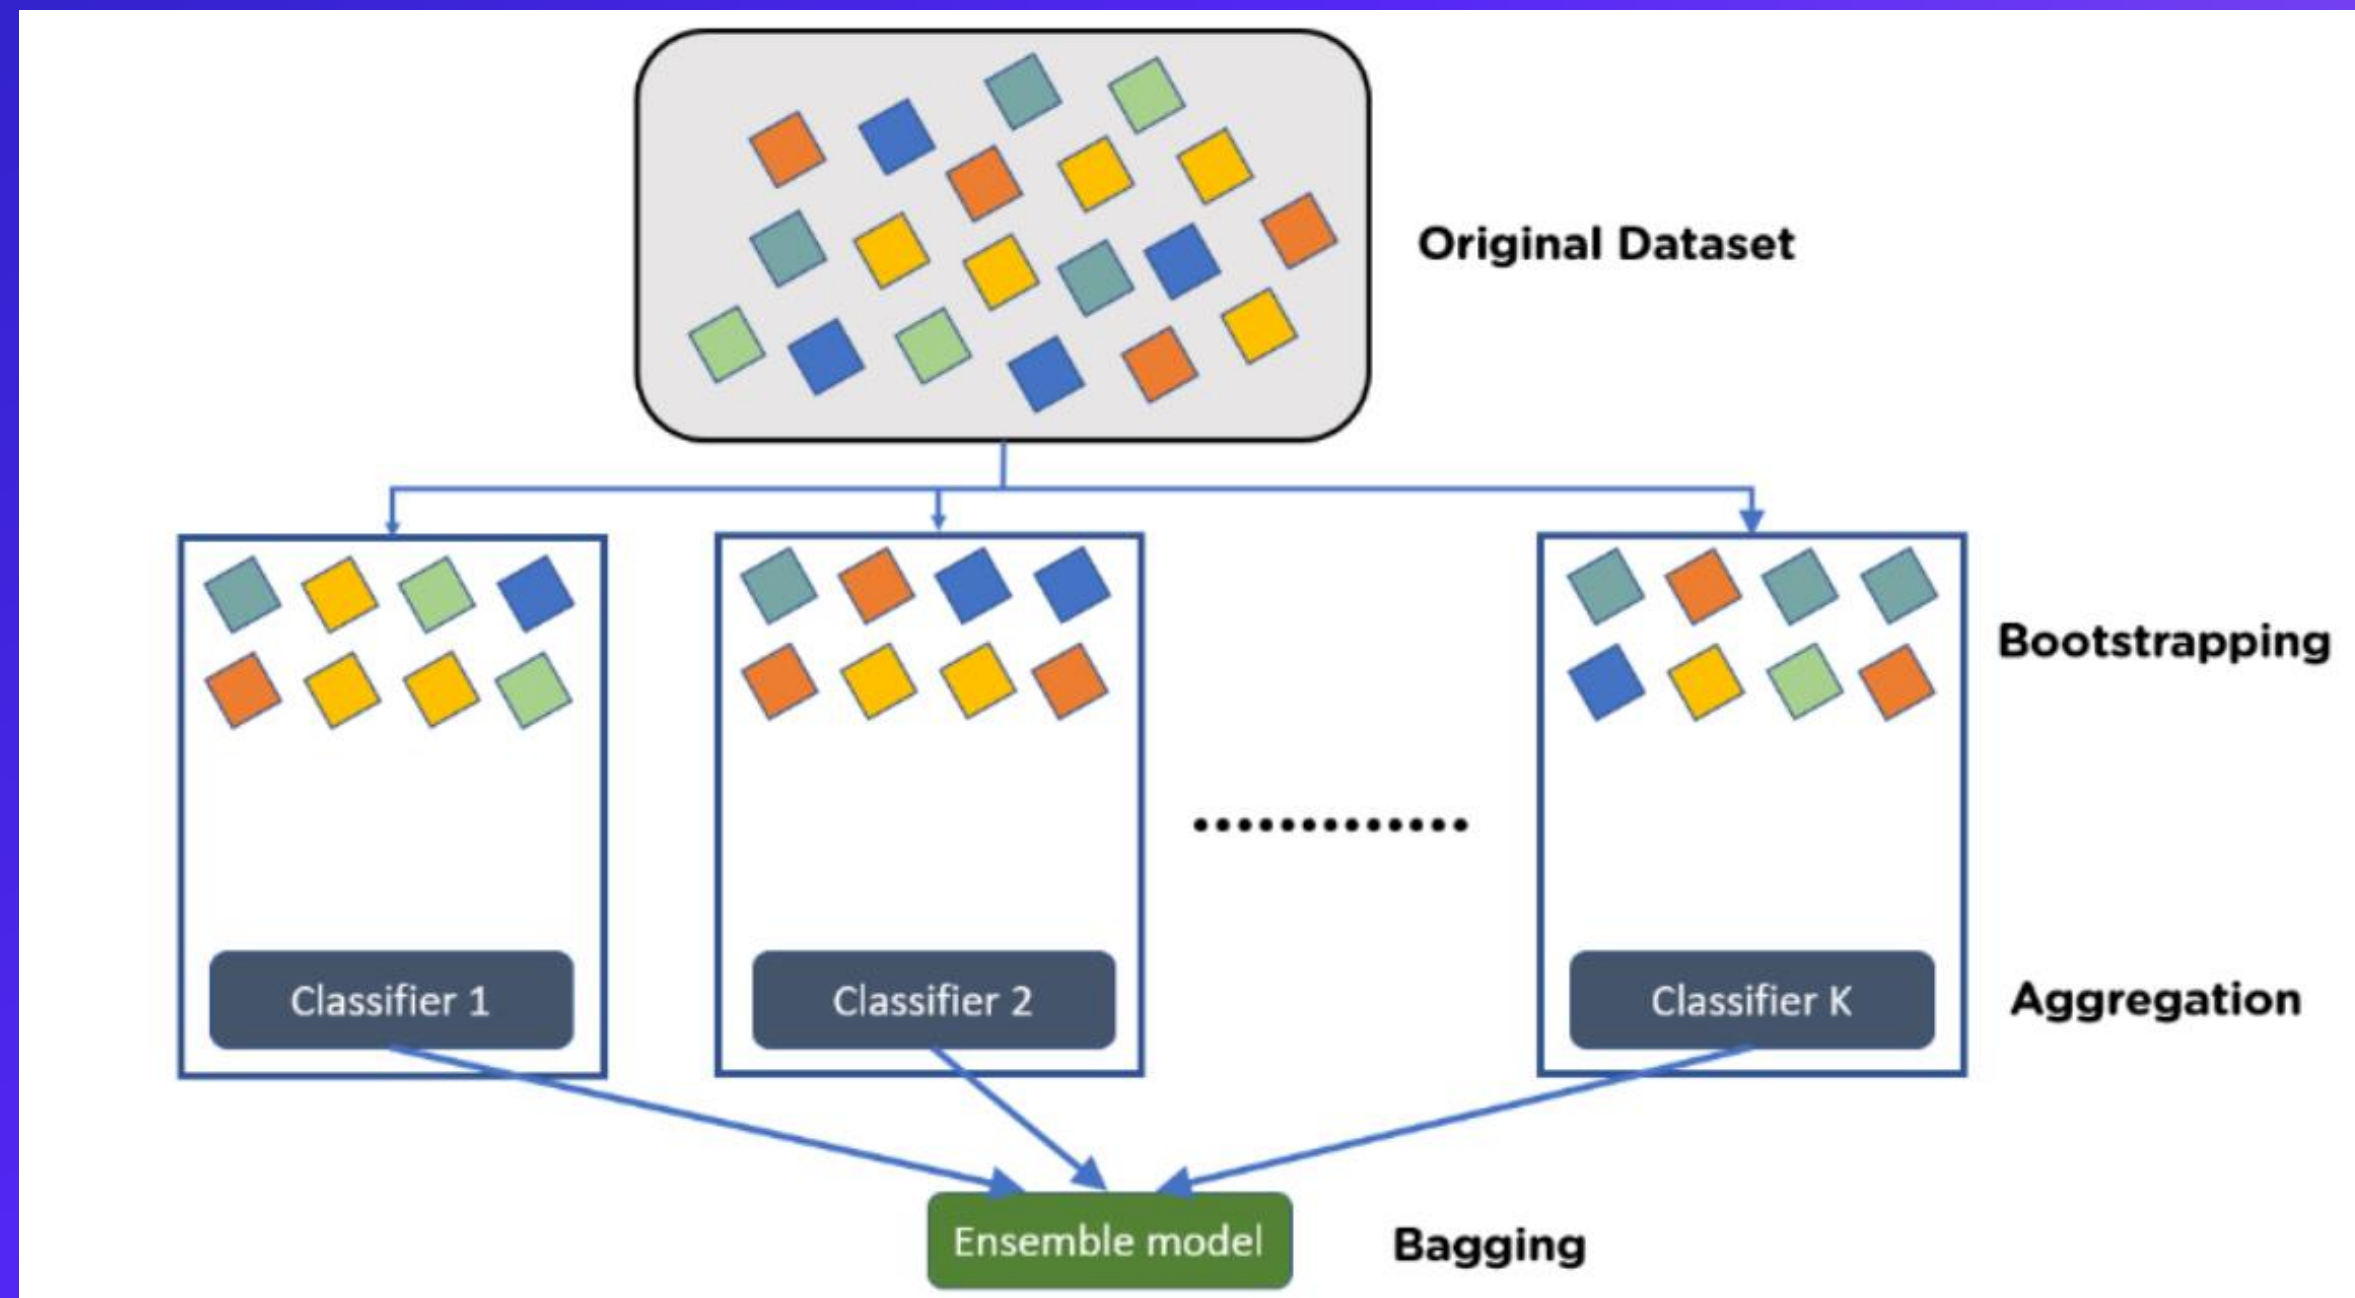 Original Dataset
Bootstrapping
Classifier 1
Classifier 2
Classifier K
Aggregation
Ensemble model
Bagging